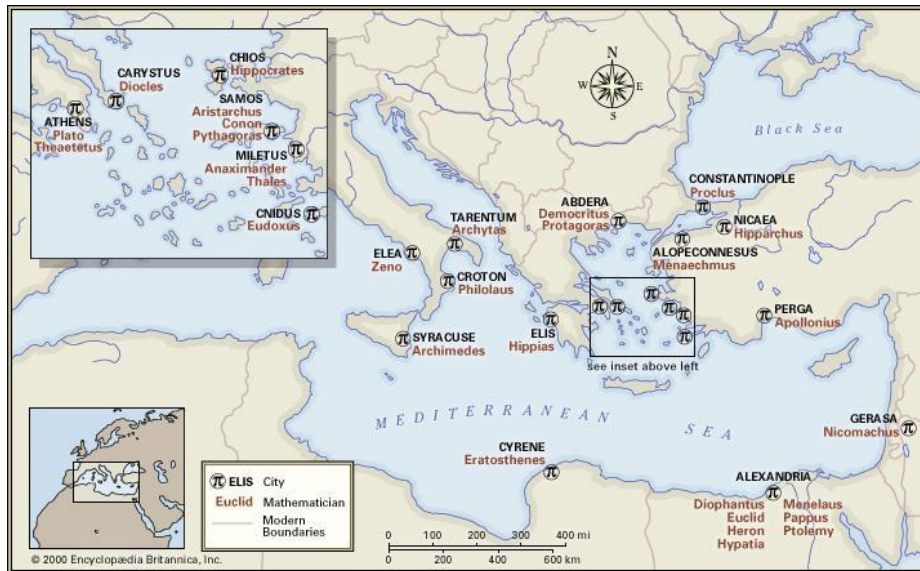 CHIOS
Hippocrates
CARYSTUS
Diocles
SAMOS
Aristarchus
Conon
Pythagoras
ATHENS
Plato
Theaetetus
MILETUS
Anaximander
Thales
CNIDUS
Eudoxus
N
W E
S
Black Sea
CONSTANTINOPLE
Proclus
ABDERA
Democritus
Protagoras
NICAEA
Hipparchus
TARENTUM
Archytas
ALOPECONNESUS
Menaechmus
ELEA
Zeno
CROTON
Philolaus
PERGA
Apollonius
SYRACUSE
Archimedes
ELIS
Hippias
see inset above left
MEDITERRANEAN SEA
GERASA
Nicomachus
CYRENE
Eratosthenes
ALEXANDRIA
Diophantus Menelaus
Euclid Pappus
Heron Ptolemy
Hypatia
π ELIS City
Euclid Mathematician
Modern
Boundaries
0 100 200 300 400 mi
0 200 400 600 km
© 2000 Encyclopædia Britannica, Inc.